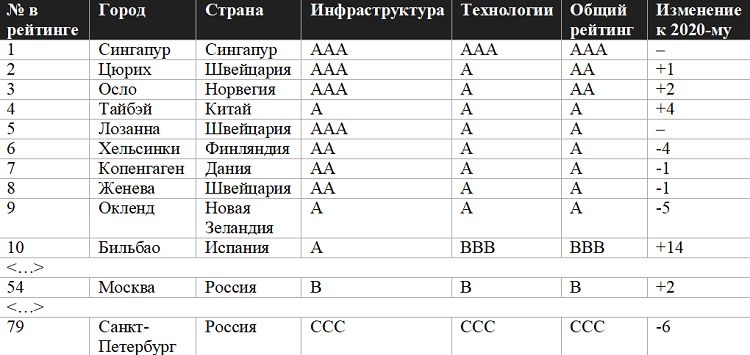 № в рейтинге Город Страна Инфраструктура Технологии Общий рейтинг Изменение к 2020-му
1 Сингапур Сингапур AAA AAA AAA –
2 Цюрих Швейцария AAA A AA +1
3 Осло Норвегия AAA A AA +2
4 Тайбэй Китай A A A +4
5 Лозанна Швейцария AAA A A –
6 Хельсинки Финляндия AA A A -4
7 Копенгаген Дания AA A A -1
8 Женева Швейцария AA A A -1
9 Окленд Новая Зеландия A A A -5
10 Бильбао Испания A BBB BBB +14
<…>
54 Москва Россия B B B +2
<…>
79 Санкт-Петербург Россия CCC CCC CCC -6